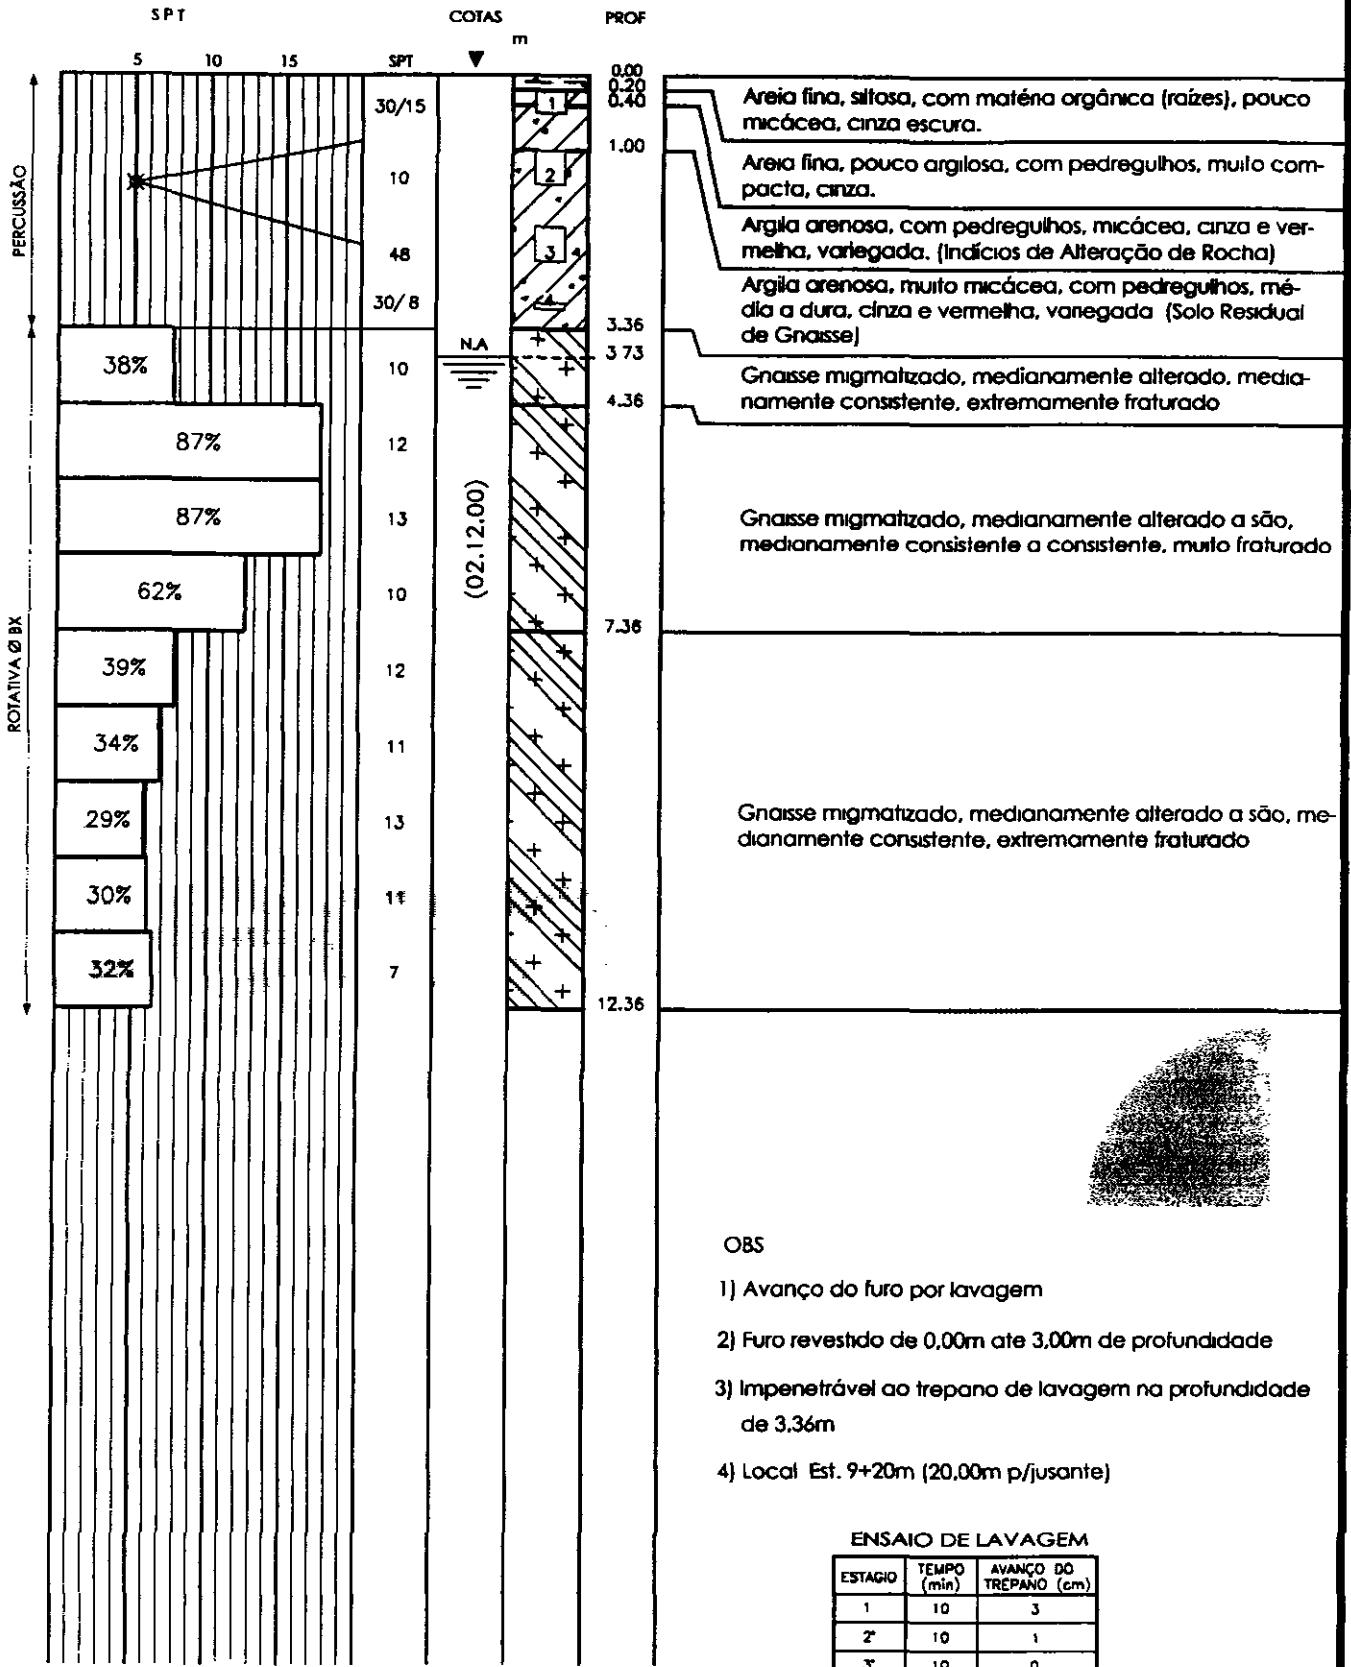 SPT COTAS PROF
m
5 10 15 SPT ▼
0.00
0.20
0.40
30/15 1
Areia fina, siltosa, com matéria orgânica (raízes), pouco
micácea, cinza escura.
1.00
10 2
Areia fina, pouco argilosa, com pedregulhos, muito com-
pacta, cinza.
PERCUSSÃO
Argila arenosa, com pedregulhos, micácea, cinza e ver-
melha, variegada. (Indícios de Alteração de Rocha)
48 3
Argila arenosa, muito micácea, com pedregulhos, mé-
dia a dura, cinza e vermelha, variegada (Solo Residual
de Gnaisse)
30/8 4
3.36
N.A
3 73
38% 10
Gnaisse migmatizado, medianamente alterado, media-
namente consistente, extremamente fraturado
4.36
87% 12
87% 13
Gnaisse migmatizado, medianamente alterado a são,
medianamente consistente a consistente, muito fraturado
(02.12.00)
62% 10
7.36
ROTATIVA Ø BX
39% 12
34% 11
29% 13
Gnaisse migmatizado, medianamente alterado a são, me-
dianamente consistente, extremamente fraturado
30% 11
32% 7
12.36
OBS
1) Avanço do furo por lavagem
2) Furo revestido de 0,00m ate 3,00m de profundidade
3) Impenetrável ao trepano de lavagem na profundidade
de 3,36m
4) Local Est. 9+20m (20,00m p/jusante)
ENSAIO DE LAVAGEM
ESTAGIO TEMPO (min) AVANÇO DO TRÉPANO (cm)
1 10 3
2º 10 1
3º 10 0